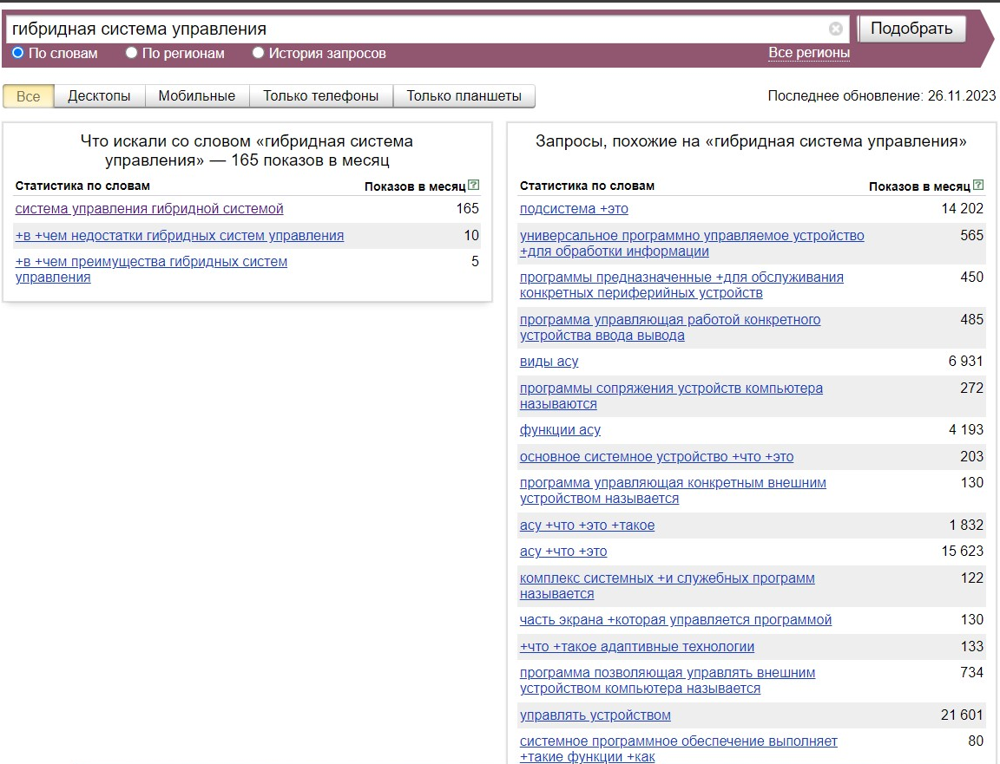 гибридная система управления
Подобрать
По словам
По регионам
История запросов
Все регионы
Все
Десктопы
Мобильные
Только телефоны
Только планшеты
Последнее обновление: 26.11.2023
Что искали со словом «гибридная система
управления» — 165 показов в месяц
Статистика по словам
Показов в месяц ?
система управления гибридной системой 165
+в +чем недостатки гибридных систем управления 10
+в +чем преимущества гибридных систем 5
управления
Запросы, похожие на «гибридная система управления»
Статистика по словам
Показов в месяц ?
подсистема +это 14 202
универсальное программно управляемое устройство 565
+для обработки информации
программы предназначенные +для обслуживания 450
конкретных периферийных устройств
программа управляющая работой конкретного 485
устройства ввода вывода
виды асу 6 931
программы сопряжения устройств компьютера 272
называются
функции асу 4 193
основное системное устройство +что +это 203
программа управляющая конкретным внешним 130
устройством называется
асу +что +это +такое 1 832
асу +что +это 15 623
комплекс системных +и служебных программ 122
называется
часть экрана +которая управляется программой 130
+что +такое адаптивные технологии 133
программа позволяющая управлять внешним 734
устройством компьютера называется
управлять устройством 21 601
системное программное обеспечение выполняет 80
+такие функции +как